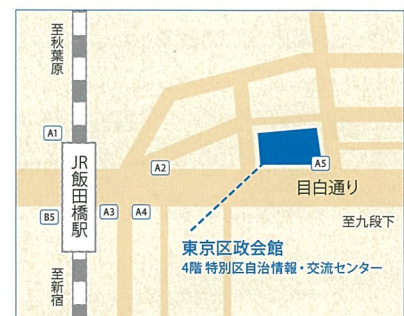 至秋葉原
A1
JR飯田橋駅
B5
A3
A4
至新宿
A2
A5
目白通り
至九段下
東京区政会館
4階 特別区自治情報・交流センター